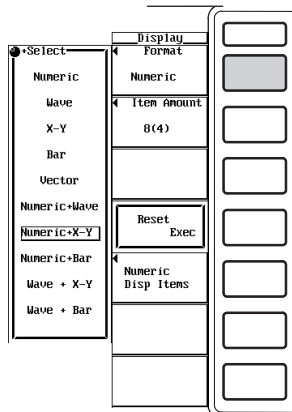 Display
+Select
Numeric
Wave
X-Y
Bar
Vector
Numeric+Wave
Numeric+X-Y
Numeric+Bar
Wave + X-Y
Wave + Bar
Format
Numeric
Item Amount
8(4)
Reset
Exec
Numeric
Disp Items